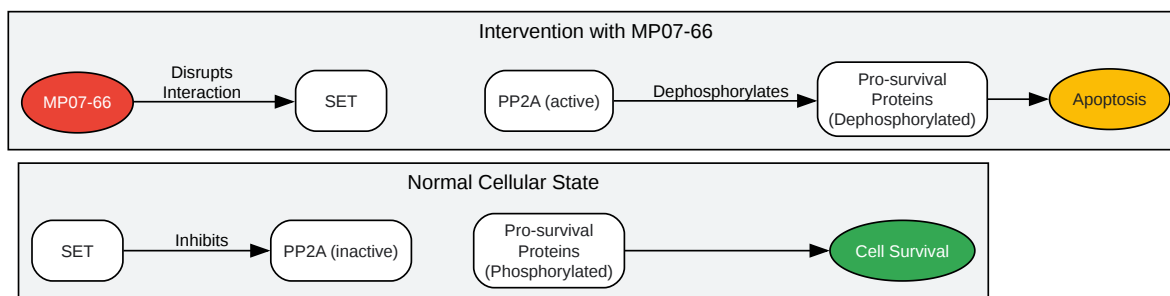 Intervention with MP07-66
MP07-66
Disrupts
Interaction
SET
PP2A (active)
Dephosphorylates
Pro-survival
Proteins
(Dephosphorylated)
Apoptosis
Normal Cellular State
SET
Inhibits
PP2A (inactive)
Pro-survival
Proteins
(Phosphorylated)
Cell Survival